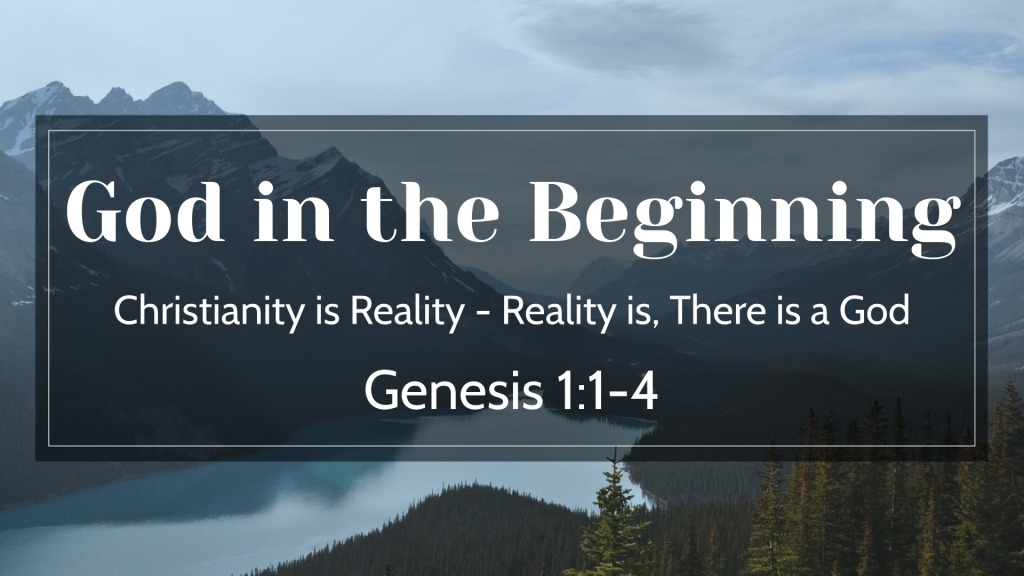 God in the Beginning
Christianity is Reality - Reality is, There is a God
Genesis 1:1-4